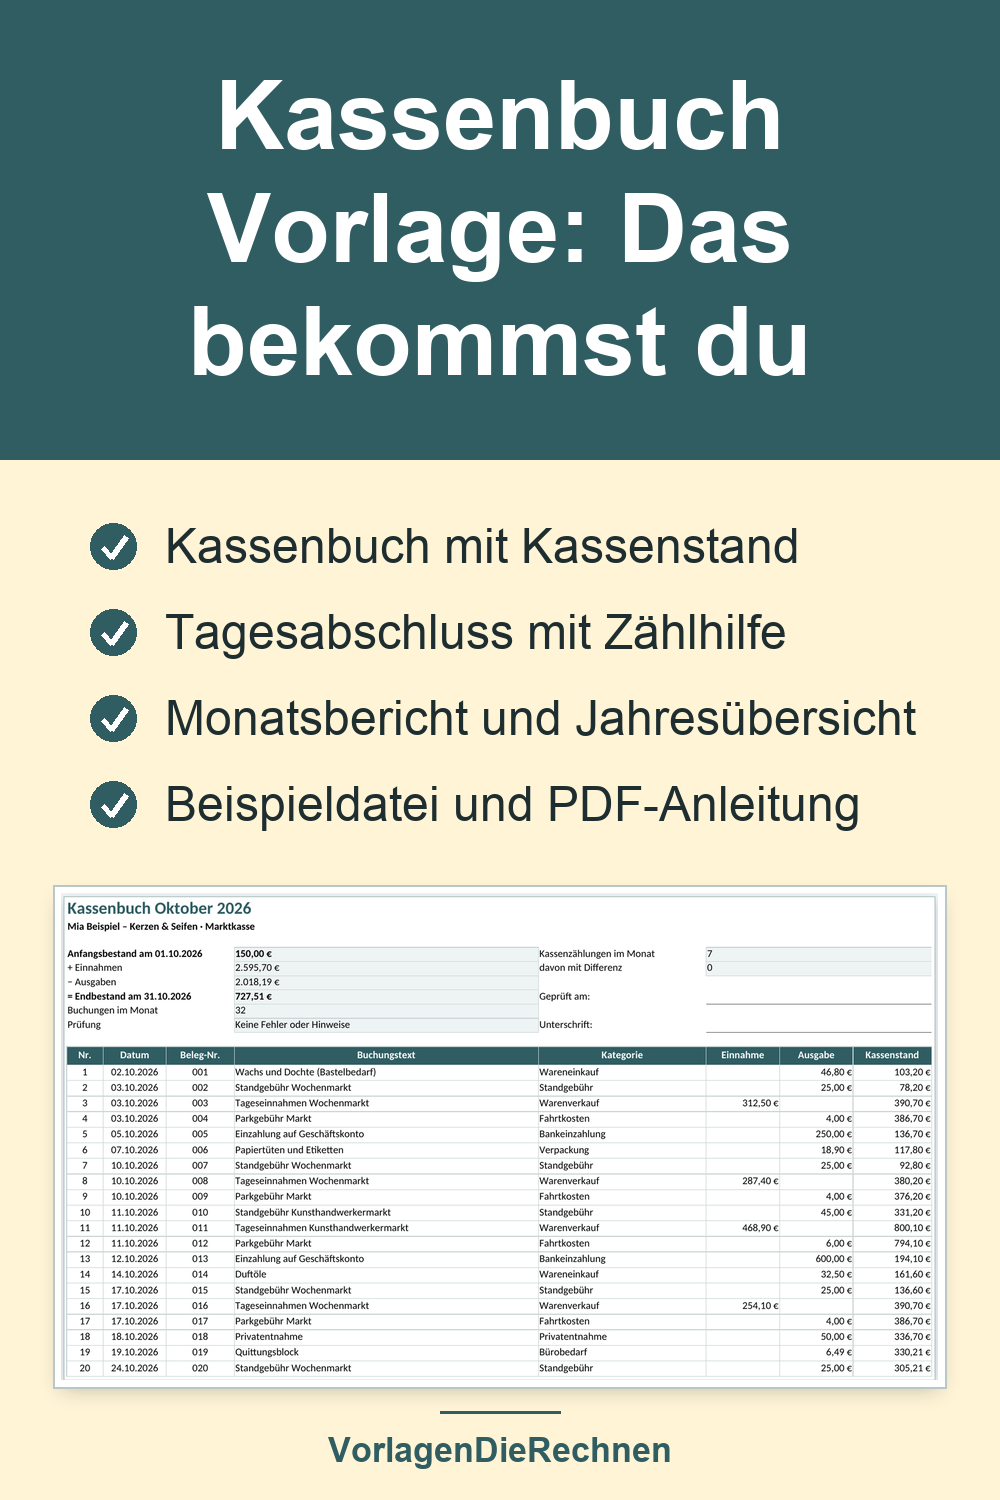 Kassenbuch
Vorlage: Das
bekommst du
Kassenbuch mit Kassenstand
Tagesabschluss mit Zählhilfe
Monatsbericht und Jahresübersicht
Beispieldatei und PDF-Anleitung
Kassenbuch Oktober 2026
Mia Beispiel – Kerzen & Seifen · Marktkasse
Anfangsbestand am 01.10.2026 150,00 € Kassenzählungen im Monat 7
+ Einnahmen 2.595,70 € davon mit Differenz 0
− Ausgaben 2.018,19 €
= Endbestand am 31.10.2026 727,51 € Geprüft am:
Buchungen im Monat 32
Prüfung Keine Fehler oder Hinweise Unterschrift:
Nr. Datum Beleg-Nr. Buchungstext Kategorie Einnahme Ausgabe Kassenstand
1 02.10.2026 001 Wachs und Dochte (Bastelbedarf) Wareneinkauf 46,80 € 103,20 €
2 03.10.2026 002 Standgebühr Wochenmarkt Standgebühr 25,00 € 78,20 €
3 03.10.2026 003 Tageseinnahmen Wochenmarkt Warenverkauf 312,50 € 390,70 €
4 03.10.2026 004 Parkgebühr Markt Fahrtkosten 4,00 € 386,70 €
5 05.10.2026 005 Einzahlung auf Geschäftskonto Bankeinzahlung 250,00 € 136,70 €
6 07.10.2026 006 Papiertüten und Etiketten Verpackung 18,90 € 117,80 €
7 10.10.2026 007 Standgebühr Wochenmarkt Standgebühr 25,00 € 92,80 €
8 10.10.2026 008 Tageseinnahmen Wochenmarkt Warenverkauf 287,40 € 380,20 €
9 10.10.2026 009 Parkgebühr Markt Fahrtkosten 4,00 € 376,20 €
10 11.10.2026 010 Standgebühr Kunsthandwerkermarkt Standgebühr 45,00 € 331,20 €
11 11.10.2026 011 Tageseinnahmen Kunsthandwerkermarkt Warenverkauf 468,90 € 800,10 €
12 11.10.2026 012 Parkgebühr Markt Fahrtkosten 6,00 € 794,10 €
13 12.10.2026 013 Einzahlung auf Geschäftskonto Bankeinzahlung 600,00 € 194,10 €
14 14.10.2026 014 Duftöle Wareneinkauf 32,50 € 161,60 €
15 17.10.2026 015 Standgebühr Wochenmarkt Standgebühr 25,00 € 136,60 €
16 17.10.2026 016 Tageseinnahmen Wochenmarkt Warenverkauf 254,10 € 390,70 €
17 17.10.2026 017 Parkgebühr Markt Fahrtkosten 4,00 € 386,70 €
18 18.10.2026 018 Privatentnahme Privatentnahme 50,00 € 336,70 €
19 19.10.2026 019 Quittungsblock Bürobedarf 6,49 € 330,21 €
20 24.10.2026 020 Standgebühr Wochenmarkt Standgebühr 25,00 € 305,21 €
VorlagenDieRechnen